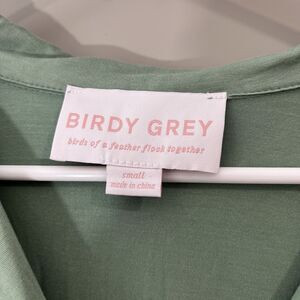 BIRDY GREY
birds of a feather flock together
small
made in china